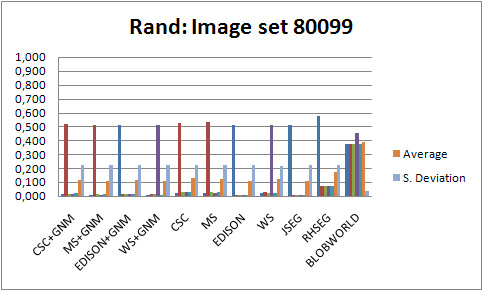 Rand: Image set 80099
1,000
0,900
0,800
0,700
0,600
0,500
0,400
0,300
0,200
0,100
0,000
CSC+GNM
MS+GNM
EDISON+GNM
WS+GNM
CSC
MS
EDISON
WS
JSEG
RHSEG
BLOBWORLD
Average
S. Deviation